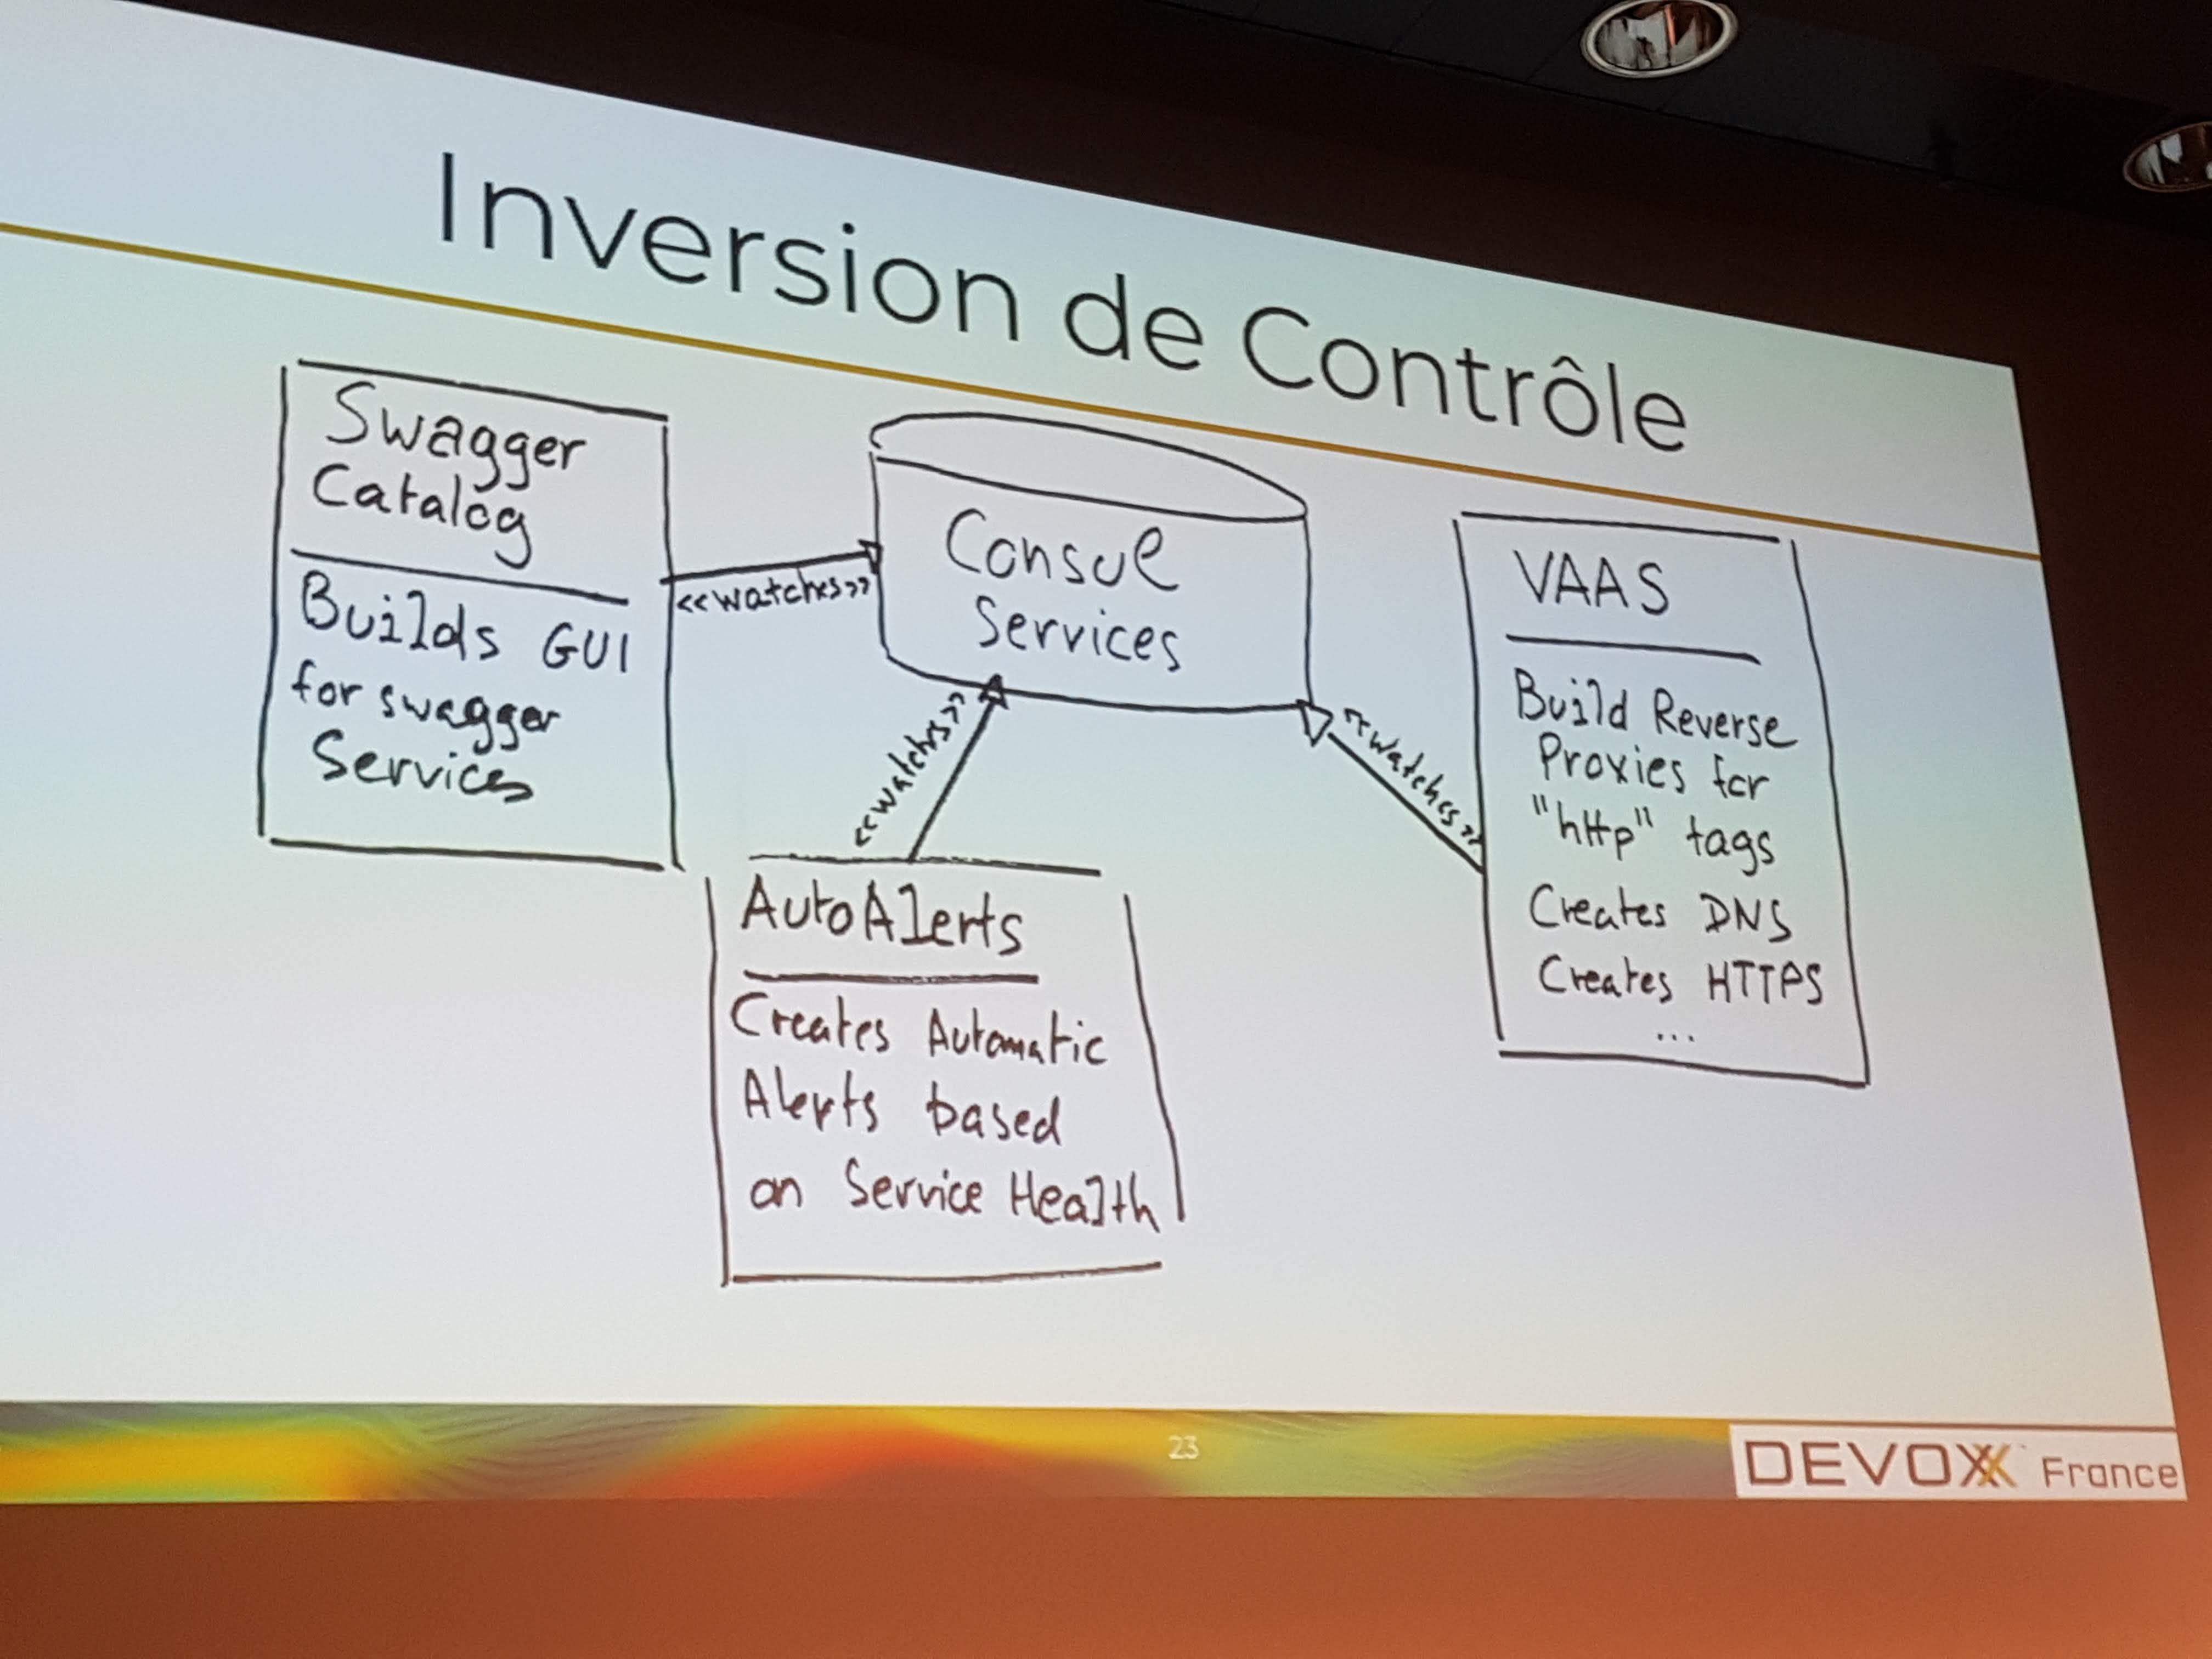 Inversion de Contrôle
Swagger
Catalog
Builds GUI
for swagger
Services
<<watches>>
Consul
Services
<<watches>>
<<watches>>
VAAS
Build Reverse
Proxies for
"http" tags
Creates DNS
Creates HTTPS
...
AutoAlerts
Creates Automatic
Alerts based
on Service Health
23
DEVOXX France